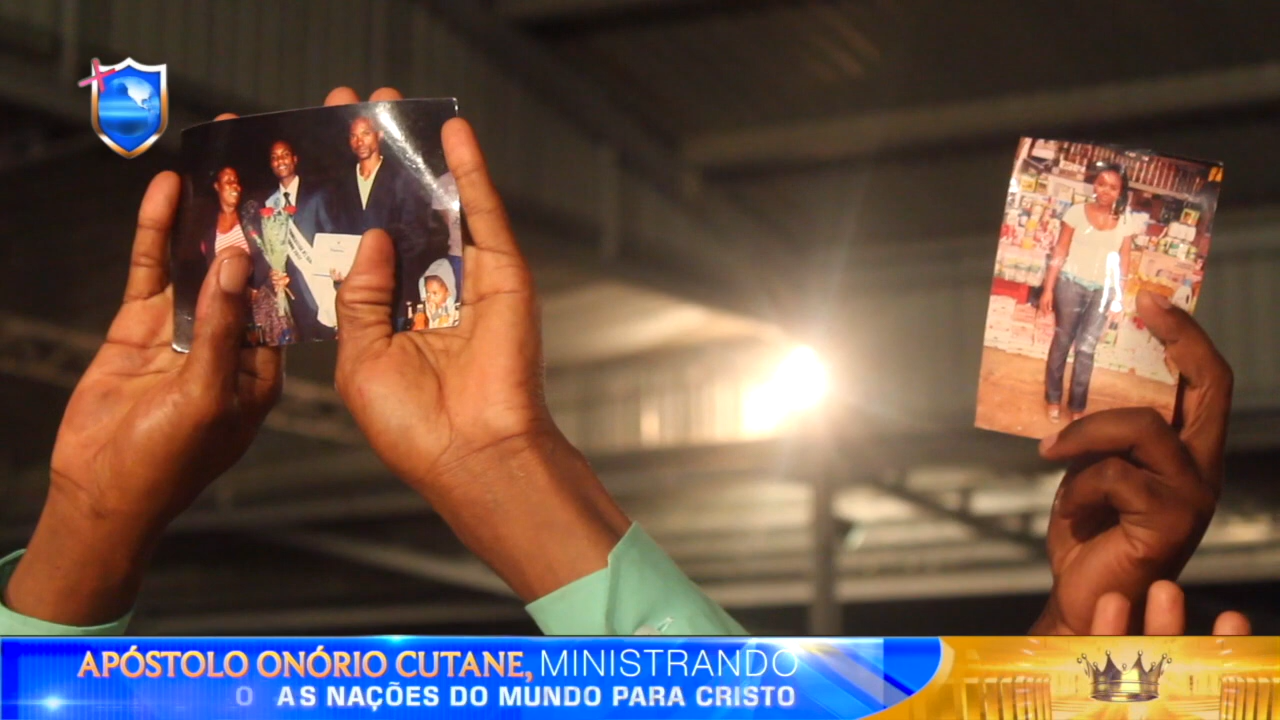 APÓSTOLO ONÓRIO CUTANE, MINISTRANDO
O AS NAÇÕES DO MUNDO PARA CRISTO